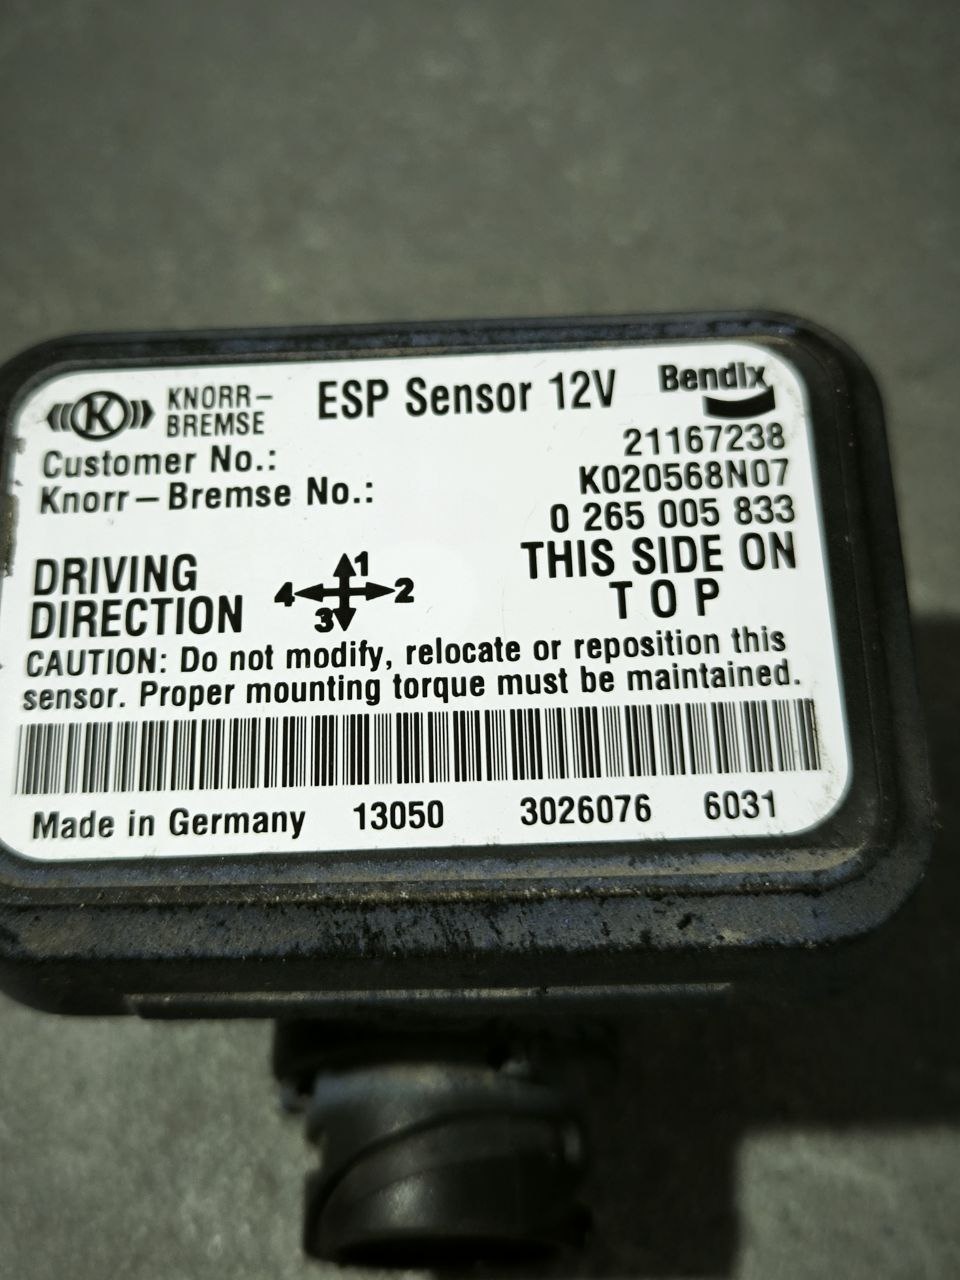 KNORR-
BREMSE
ESP Sensor 12V
Bendix
Customer No.: 21167238
Knorr-Bremse No.: K020568N07
0 265 005 833
DRIVING
DIRECTION
1
4 2
3
THIS SIDE ON
TOP
CAUTION: Do not modify, relocate or reposition this
sensor. Proper mounting torque must be maintained.
Made in Germany 13050 3026076 6031